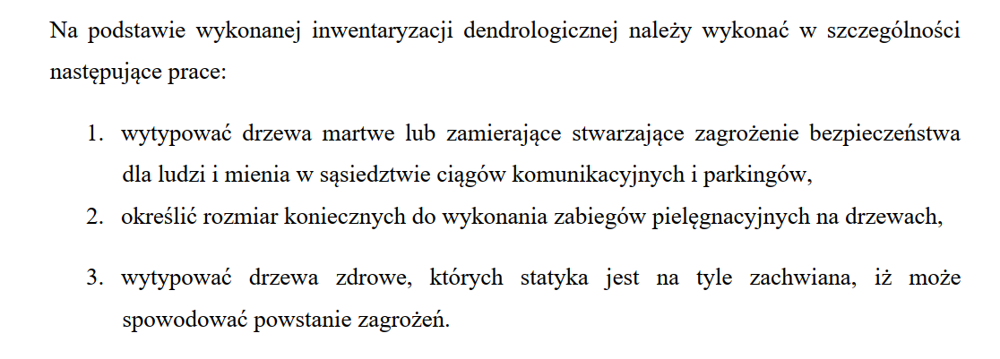 Na podstawie wykonanej inwentaryzacji dendrologicznej należy wykonać w szczególności
następujące prace:
1. wytypować drzewa martwe lub zamierające stwarzające zagrożenie bezpieczeństwa
dla ludzi i mienia w sąsiedztwie ciągów komunikacyjnych i parkingów,
2. określić rozmiar koniecznych do wykonania zabiegów pielęgnacyjnych na drzewach,
3. wytypować drzewa zdrowe, których statyka jest na tyle zachwiana, iż może
spowodować powstanie zagrożeń.